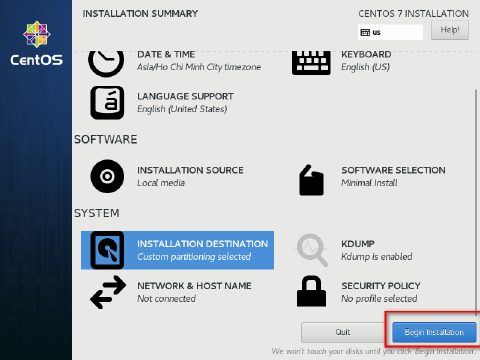 INSTALLATION SUMMARY
CENTOS 7 INSTALLATION
us
Help!
CentOS
DATE & TIME
Asia/Ho Chi Minh City timezone
KEYBOARD
English (US)
LANGUAGE SUPPORT
English (United States)
SOFTWARE
INSTALLATION SOURCE
Local media
SOFTWARE SELECTION
Minimal Install
SYSTEM
INSTALLATION DESTINATION
Custom partitioning selected
KDUMP
Kdump is enabled
NETWORK & HOST NAME
Not connected
SECURITY POLICY
No profile selected
Quit
Begin Installation
We won't touch your disks until you click 'Begin Installation'.